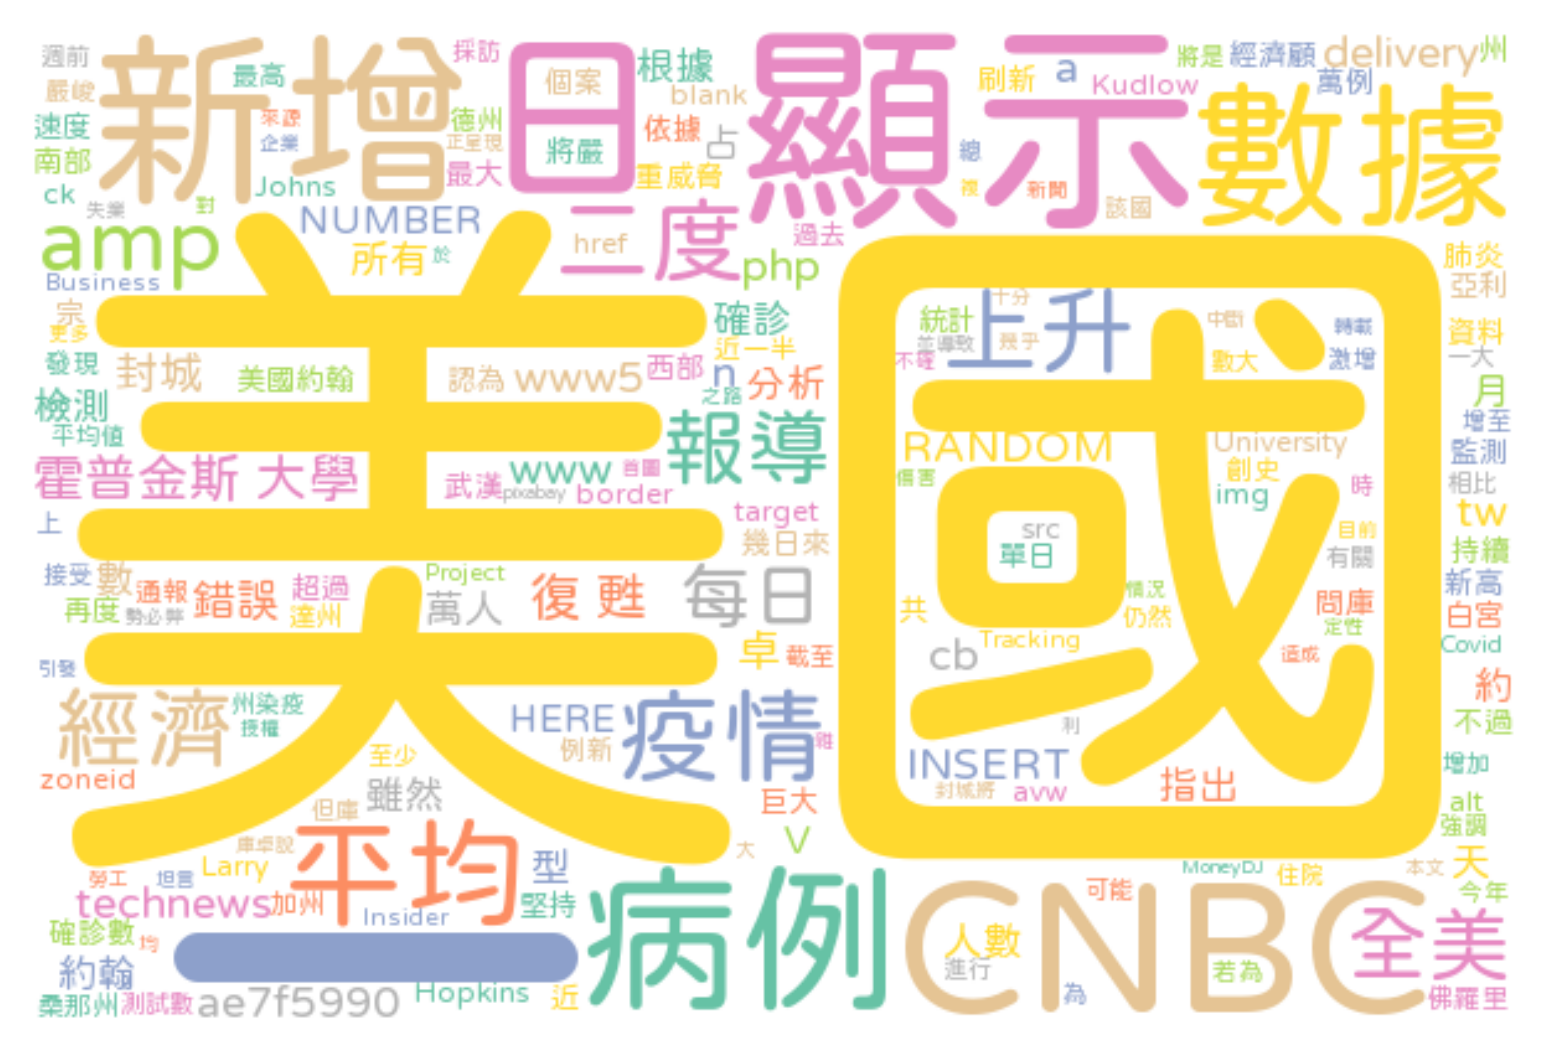 週前
嚴峻
速度
南部
ck
失業
新增
最高
來源
企業
Johns
對
採訪
德州
正呈現
最大
日
個案
將嚴
根據
blank
依據
占
重威脅
顯示
總
複
新聞
刷新
a
Kudlow
該國
將是
經濟顧
萬例
delivery
州
數據
amp
Business
NUMBER
所有
於
二度
href
過去
php
美國
宗
更多
發現
封城
美國約翰
檢測
平均值
霍普金斯 大學
上
認為
www5
西部
確診
近一半
n
之路
分析
報導
www
首圖
武漢
pixabay
border
target
幾日來
接受
數
通報
錯誤
超過
達州
再度
勢必弊
引發
Project
萬人
復甦
每日
卓
截至
經濟
州染疫
授權
zoneid
至少
雖然
但庫
庫卓說
HERE
例新
疫情
巨大
V
大
統計
並導致
不確
十分
幾乎
上升
中斷
數大
轉載
激增
RANDOM
University
創史
img
時
傷害
src
單日
目前
有關
共
情況
仍然
Tracking
cb
問庫
定性
造成
利
INSERT
封城將
avw
指出
肺炎
亞利
資料
一大
月
增至
監測
相比
tw
持續
新高
白宮
Covid
約
不過
增加
alt
強調
天
今年
勞工
坦言
Larry
平均
型
technews
加州
Insider
堅持
確診數
均
約翰
一
桑那州
測試數
ae7f5990
Hopkins
近
病例
CNBC
人數
進行
為
可能
MoneyDJ
若為
住院
本文
全美
佛羅里